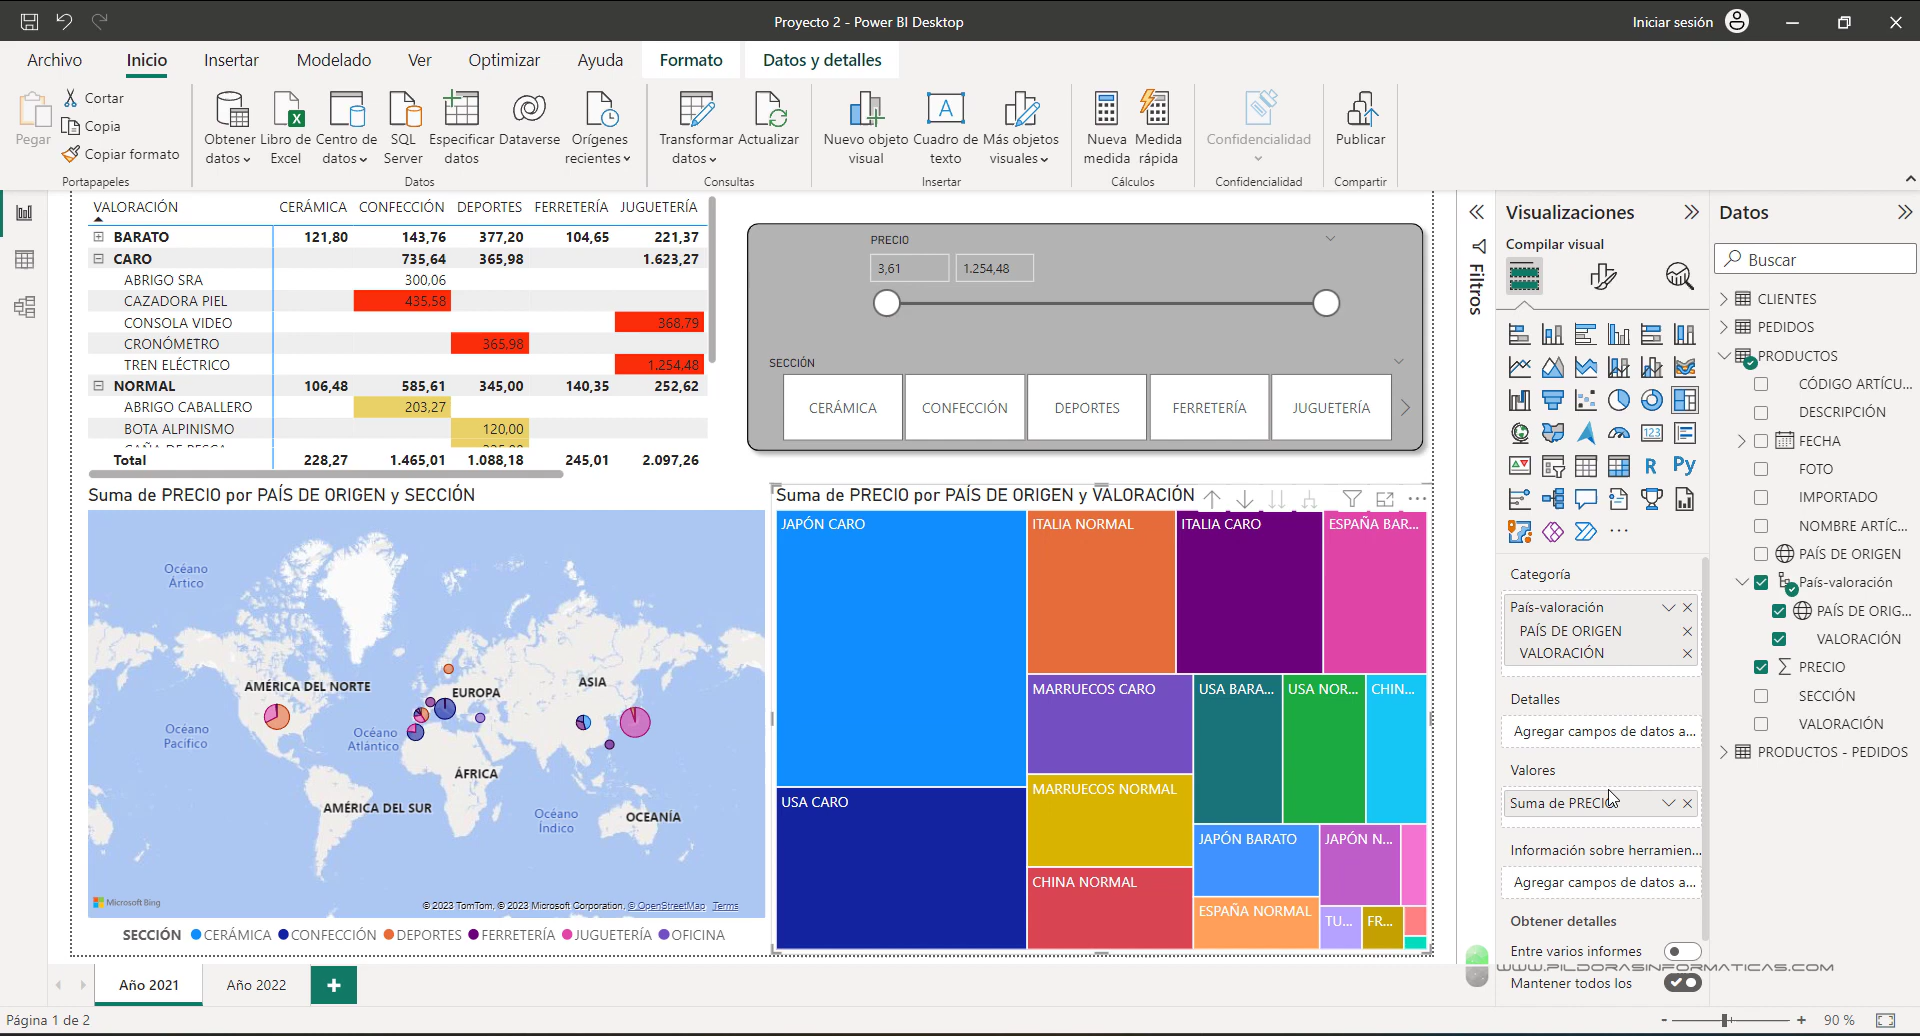 Proyecto 2 - Power BI Desktop
Iniciar sesión
Archivo
Inicio
Insertar
Modelado
Ver
Optimizar
Ayuda
Formato
Datos y detalles
Pegar
Cortar
Copia
Copiar formato
Portapapeles
Obtener datos
Libro de Excel
Centro de datos
SQL Server
Especificar datos
Dataverse
Orígenes recientes
Datos
Transformar datos
Actualizar
Consultas
Nuevo objeto visual
Cuadro de texto
Más objetos visuales
Insertar
Nueva medida
Medida rápida
Cálculos
Confidencialidad
Confidencialidad
Publicar
Compartir
VALORACIÓN CERÁMICA CONFECCIÓN DEPORTES FERRETERÍA JUGUETERÍA
BARATO 121,80 143,76 377,20 104,65 221,37
CARO 735,64 365,98 1.623,27
ABRIGO SRA 300,06
CAZADORA PIEL 435,58
CONSOLA VIDEO 368,79
CRONÓMETRO 365,98
TREN ELÉCTRICO 1.254,48
NORMAL 106,48 585,61 345,00 140,35 252,62
ABRIGO CABALLERO 203,27
BOTA ALPINISMO 120,00
Total 228,27 1.465,01 1.088,18 245,01 2.097,26
PRECIO
3,61 1.254,48
SECCIÓN
CERÁMICA CONFECCIÓN DEPORTES FERRETERÍA JUGUETERÍA
Suma de PRECIO por PAÍS DE ORIGEN y SECCIÓN
Océano Ártico
AMÉRICA DEL NORTE
EUROPA
ASIA
Océano Pacífico
Océano Atlántico
ÁFRICA
AMÉRICA DEL SUR
Océano Índico
OCEANÍA
Microsoft Bing
© 2023 TomTom, © 2023 Microsoft Corporation, © OpenStreetMap Terms
SECCIÓN CERÁMICA CONFECCIÓN DEPORTES FERRETERÍA JUGUETERÍA OFICINA
Suma de PRECIO por PAÍS DE ORIGEN y VALORACIÓN
JAPÓN CARO
ITALIA NORMAL
ITALIA CARO
ESPAÑA BAR...
MARRUECOS CARO
USA BARA...
USA NOR...
CHIN...
USA CARO
MARRUECOS NORMAL
JAPÓN BARATO
JAPÓN N...
CHINA NORMAL
ESPAÑA NORMAL
TU...
FR...
Filtros
Visualizaciones
Compilar visual
123
R
Py
Categoría
País-valoración
PAÍS DE ORIGEN
VALORACIÓN
Detalles
Agregar campos de datos a...
Valores
Suma de PRECIO
Información sobre herramien...
Agregar campos de datos a...
Obtener detalles
Entre varios informes
Mantener todos los
Datos
Buscar
CLIENTES
PEDIDOS
PRODUCTOS
CÓDIGO ARTÍCU...
DESCRIPCIÓN
FECHA
FOTO
IMPORTADO
NOMBRE ARTÍC...
PAÍS DE ORIGEN
País-valoración
PAÍS DE ORIG...
VALORACIÓN
PRECIO
SECCIÓN
VALORACIÓN
PRODUCTOS - PEDIDOS
WWW.PILDORASINFORMATICAS.COM
Año 2021
Año 2022
Página 1 de 2
90 %